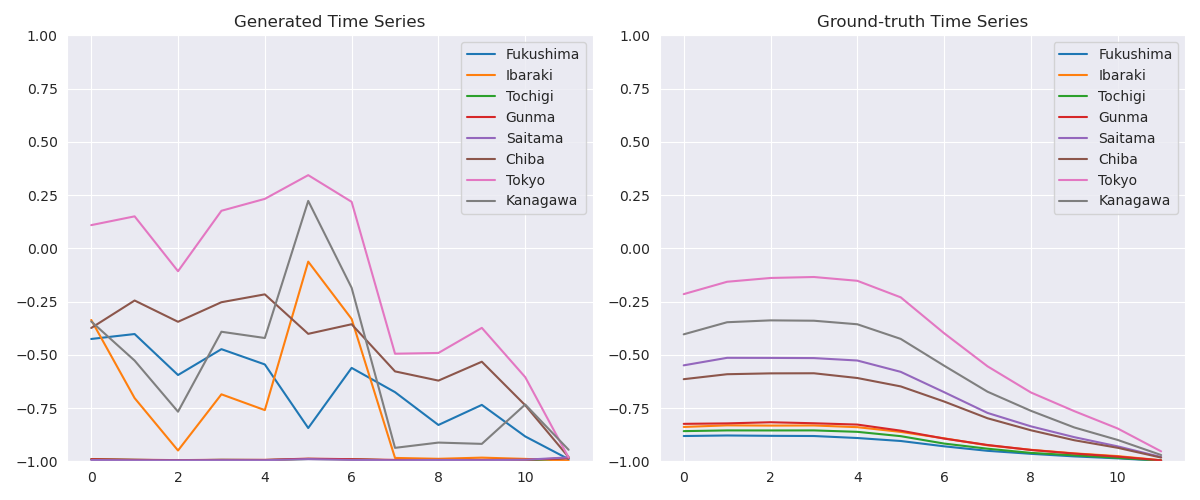 Generated Time Series
1.00
0.75
0.50
0.25
0.00
−0.25
−0.50
−0.75
−1.00
0 2 4 6 8 10
Fukushima
Ibaraki
Tochigi
Gunma
Saitama
Chiba
Tokyo
Kanagawa
Ground-truth Time Series
1.00
0.75
0.50
0.25
0.00
−0.25
−0.50
−0.75
−1.00
0 2 4 6 8 10
Fukushima
Ibaraki
Tochigi
Gunma
Saitama
Chiba
Tokyo
Kanagawa